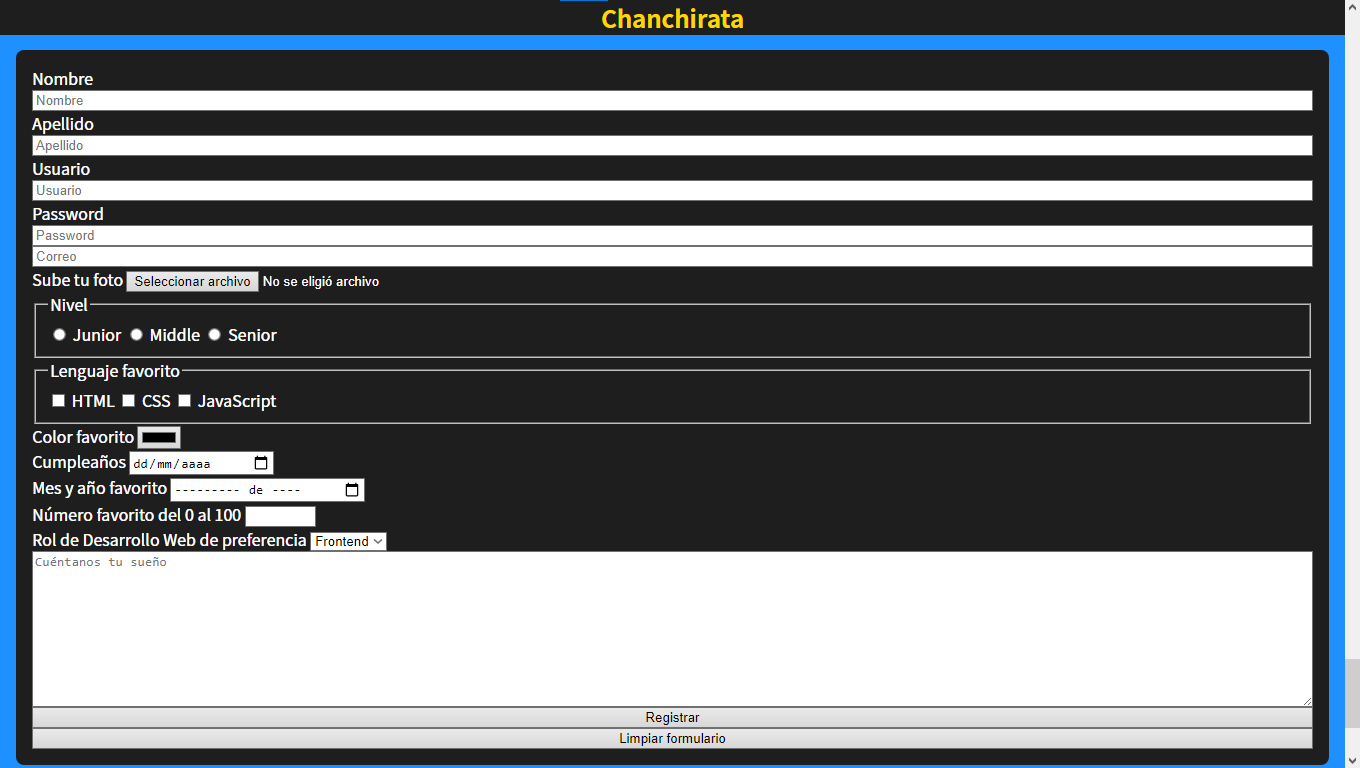 Chanchirata
Nombre
Nombre
Apellido
Apellido
Usuario
Usuario
Password
Password
Correo
Sube tu foto Seleccionar archivo No se eligió archivo
Nivel
Junior Middle Senior
Lenguaje favorito
HTML CSS JavaScript
Color favorito
Cumpleaños dd/mm/aaaa
Mes y año favorito --------- de ----
Número favorito del 0 al 100
Rol de Desarrollo Web de preferencia Frontend
Cuéntanos tu sueño
Registrar
Limpiar formulario